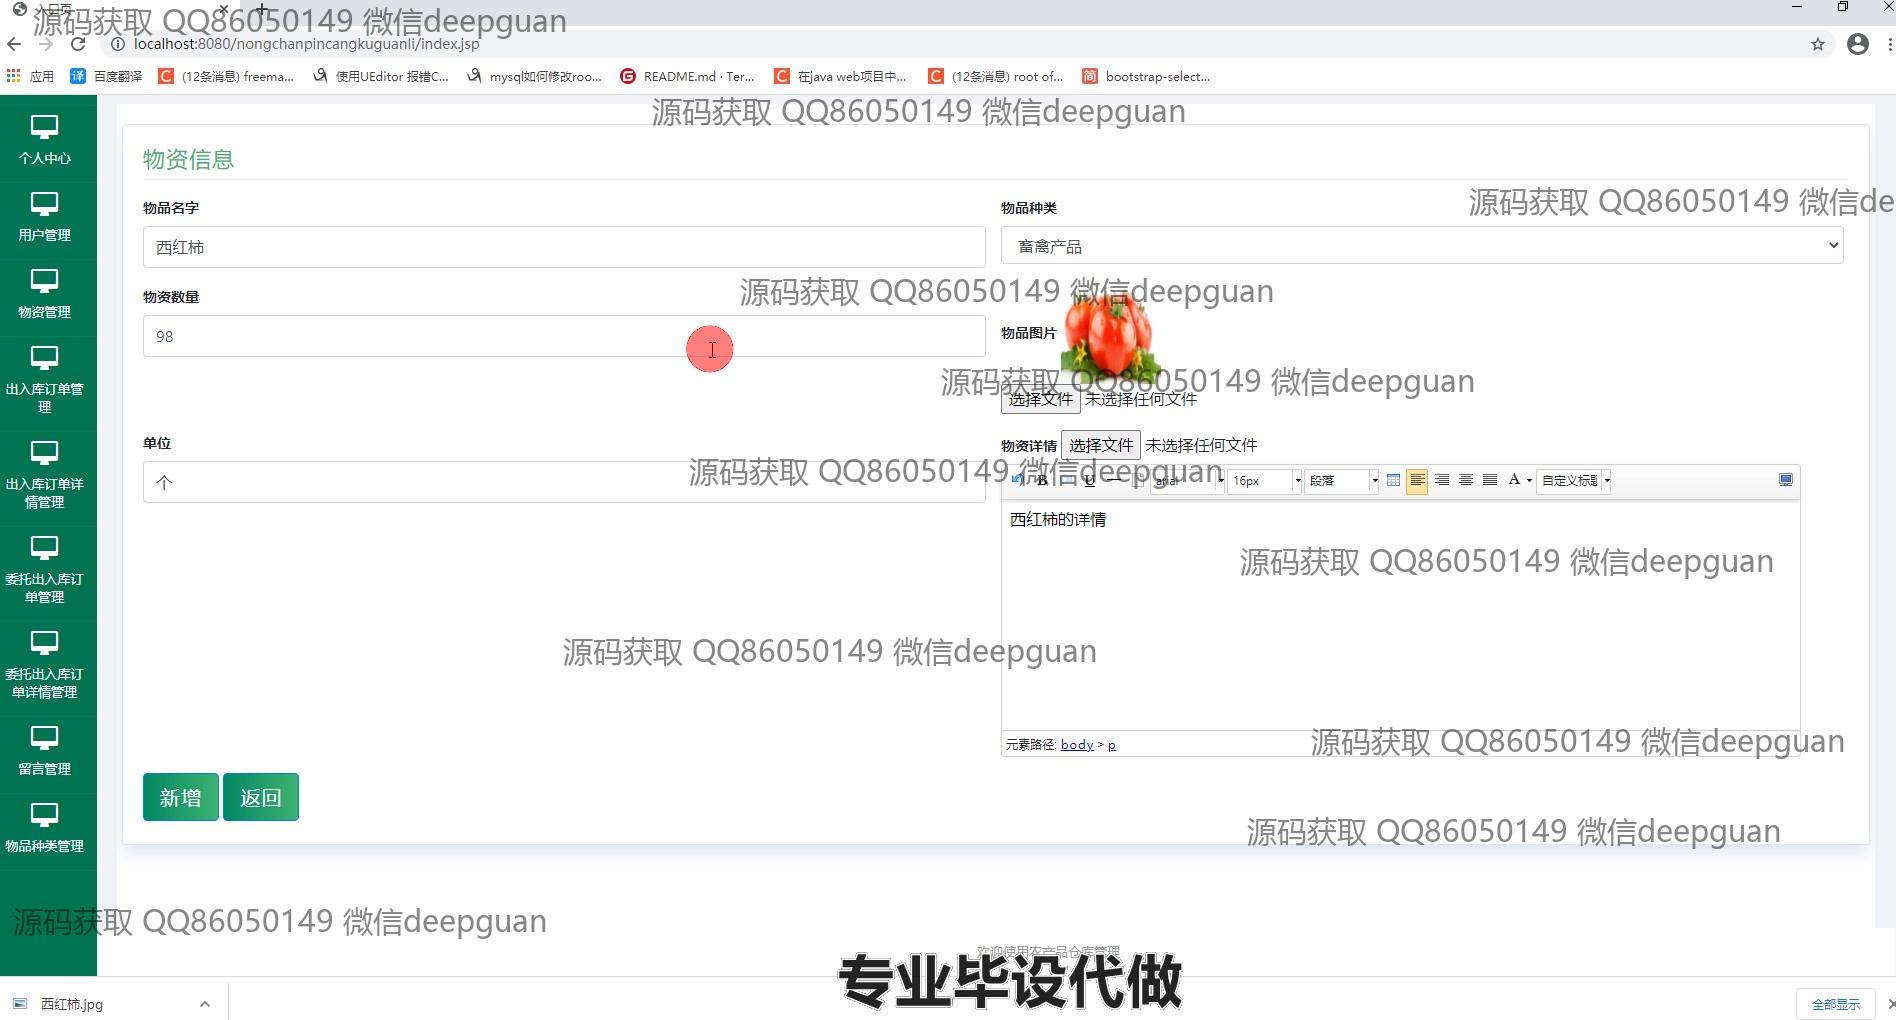 入口页
源码获取 QQ86050149 微信deepguan
localhost:8080/nongchanpincangkuguanli/index.jsp
应用
百度翻译
(12条消息) freema...
使用UEditor 报错C...
mysql如何修改roo...
README.md · Ter...
在java web项目中...
(12条消息) root of...
bootstrap-select...
源码获取 QQ86050149 微信deepguan
个人中心
用户管理
物资管理
出入库订单管
理
出入库订单详
情管理
委托出入库订
单管理
委托出入库订
单详情管理
留言管理
物品种类管理
物资信息
物品名字
西红柿
物品种类
畜禽产品
源码获取 QQ86050149 微信de
物资数量
98
源码获取 QQ86050149 微信deepguan
物品图片
源码获取 QQ86050149 微信deepguan
选择文件 未选择任何文件
单位
个
物资详情 选择文件 未选择任何文件
源码获取 QQ86050149 微信deepguan
B U arial 16px 段落 A 自定义标题
西红柿的详情
源码获取 QQ86050149 微信deepguan
源码获取 QQ86050149 微信deepguan
元素路径: body > p
源码获取 QQ86050149 微信deepguan
新增 返回
源码获取 QQ86050149 微信deepguan
源码获取 QQ86050149 微信deepguan
欢迎使用农产品仓库管理
专业毕设代做
西红柿.jpg
全部显示